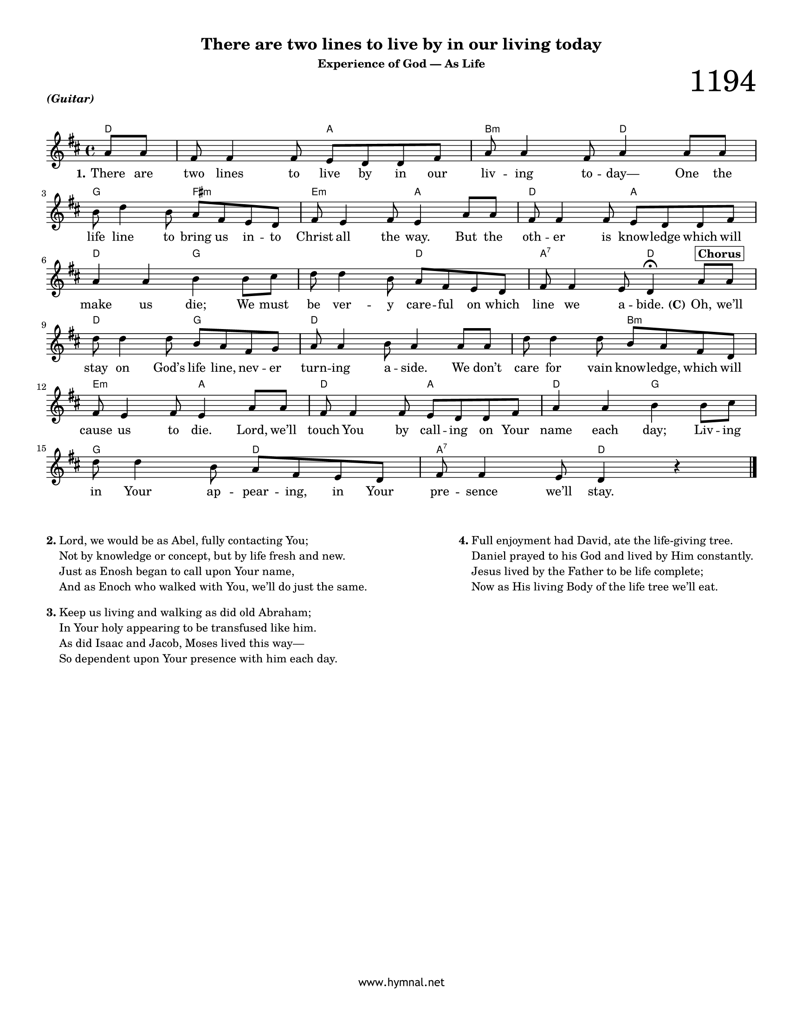 There are two lines to live by in our living today
Experience of God — As Life
1194
(Guitar)
D A Bm D
1. There are two lines to live by in our liv - ing to - day— One the
3 G F♯m Em A D A
life line to bring us in - to Christ all the way. But the oth - er is knowledge which will
6 D G D A7 D Chorus
make us die; We must be ver - y care - ful on which line we a - bide. (C) Oh, we’ll
9 D G D Bm
stay on God’s life line, nev - er turn - ing a - side. We don’t care for vain knowledge, which will
12 Em A D A D G
cause us to die. Lord, we’ll touch You by call - ing on Your name each day; Liv - ing
15 G D A7 D
in Your ap - pear - ing, in Your pre - sence we’ll stay.
2. Lord, we would be as Abel, fully contacting You;
Not by knowledge or concept, but by life fresh and new.
Just as Enosh began to call upon Your name,
And as Enoch who walked with You, we’ll do just the same.
3. Keep us living and walking as did old Abraham;
In Your holy appearing to be transfused like him.
As did Isaac and Jacob, Moses lived this way—
So dependent upon Your presence with him each day.
4. Full enjoyment had David, ate the life-giving tree.
Daniel prayed to his God and lived by Him constantly.
Jesus lived by the Father to be life complete;
Now as His living Body of the life tree we’ll eat.
www.hymnal.net